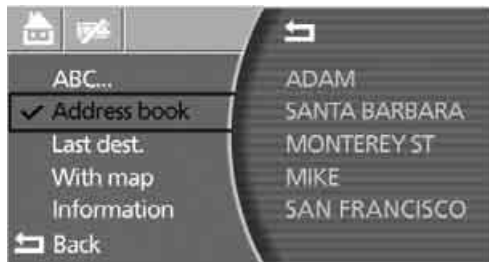 ABC...
Address book
Last dest.
With map
Information
Back
ADAM
SANTA BARBARA
MONTEREY ST
MIKE
SAN FRANCISCO